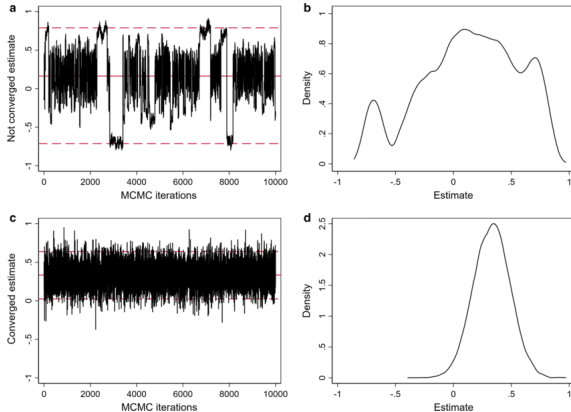 a
Not converged estimate
1
.5
0
-.5
-1
0 2000 4000 6000 8000 10000
MCMC iterations
b
Density
1
.8
.6
.4
.2
0
-1 -.5 0 .5 1
Estimate
c
Converged estimate
1
.5
0
-.5
-1
0 2000 4000 6000 8000 10000
MCMC iterations
d
Density
2.5
2
1.5
1
.5
0
-1 -.5 0 .5 1
Estimate